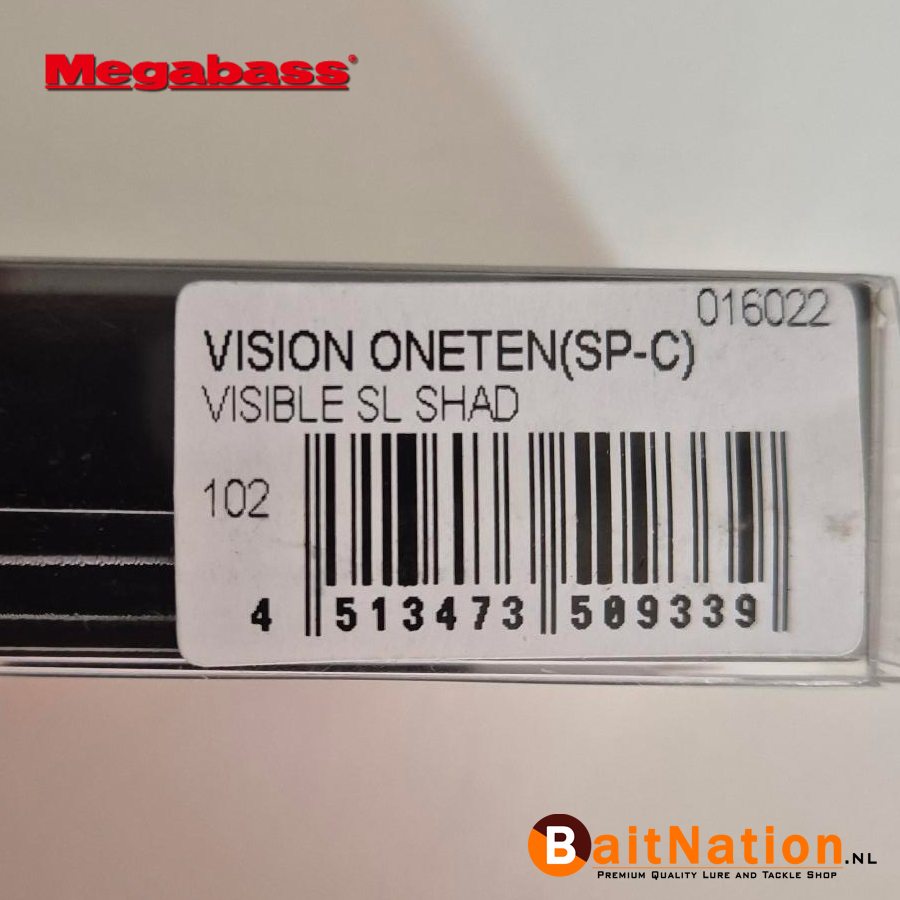 Megabass
016022
VISION ONETEN(SP-C)
VISIBLE SL SHAD
102
4 513473 509339
BaitNation.NL
Premium Quality Lure and Tackle Shop